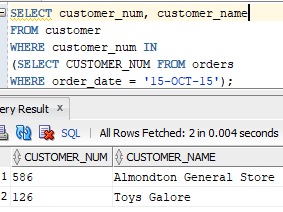 SELECT customer_num, customer_name
FROM customer
WHERE customer_num IN
(SELECT CUSTOMER_NUM FROM orders
WHERE order_date = '15-OCT-15');
ery Result x
SQL | All Rows Fetched: 2 in 0.004 seconds
CUSTOMER_NUM CUSTOMER_NAME
1 586 Almondton General Store
2 126 Toys Galore